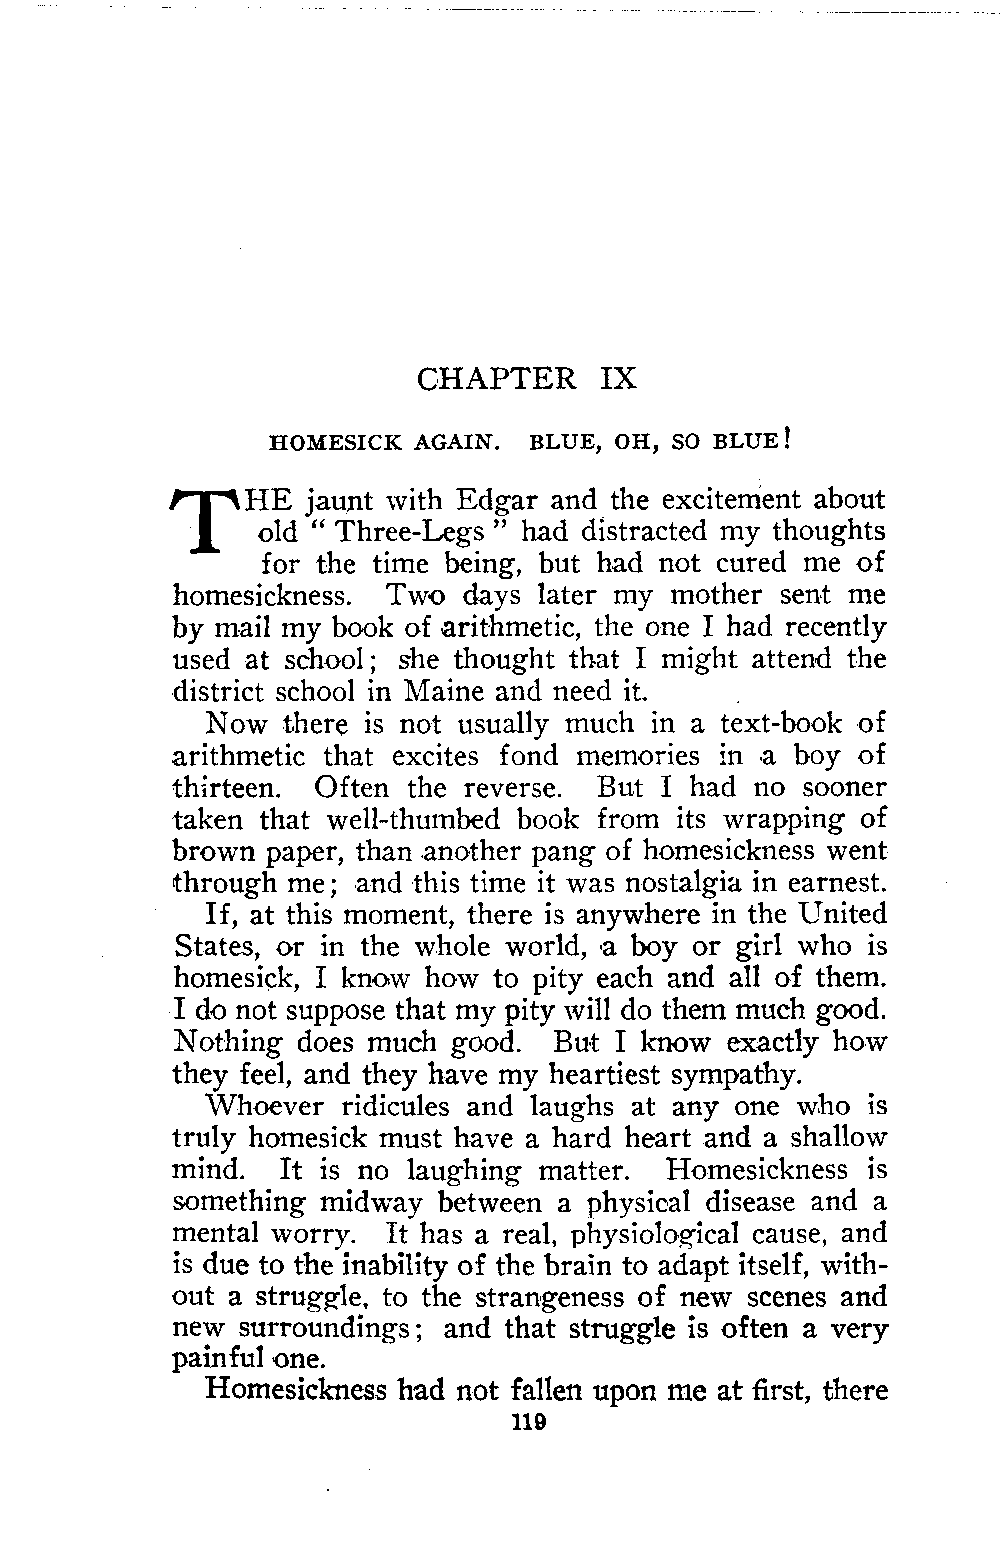 CHAPTER IX
HOMESICK AGAIN. BLUE, OH, SO BLUE!
THE jaunt with Edgar and the excitement about
old “ Three-Legs ” had distracted my thoughts
for the time being, but had not cured me of
homesickness. Two days later my mother sent me
by mail my book of arithmetic, the one I had recently
used at school; she thought that I might attend the
district school in Maine and need it.
Now there is not usually much in a text-book of
arithmetic that excites fond memories in a boy of
thirteen. Often the reverse. But I had no sooner
taken that well-thumbed book from its wrapping of
brown paper, than another pang of homesickness went
through me; and this time it was nostalgia in earnest.
If, at this moment, there is anywhere in the United
States, or in the whole world, a boy or girl who is
homesick, I know how to pity each and all of them.
I do not suppose that my pity will do them much good.
Nothing does much good. But I know exactly how
they feel, and they have my heartiest sympathy.
Whoever ridicules and laughs at any one who is
truly homesick must have a hard heart and a shallow
mind. It is no laughing matter. Homesickness is
something midway between a physical disease and a
mental worry. It has a real, physiological cause, and
is due to the inability of the brain to adapt itself, with-
out a struggle, to the strangeness of new scenes and
new surroundings; and that struggle is often a very
painful one.
Homesickness had not fallen upon me at first, there
119